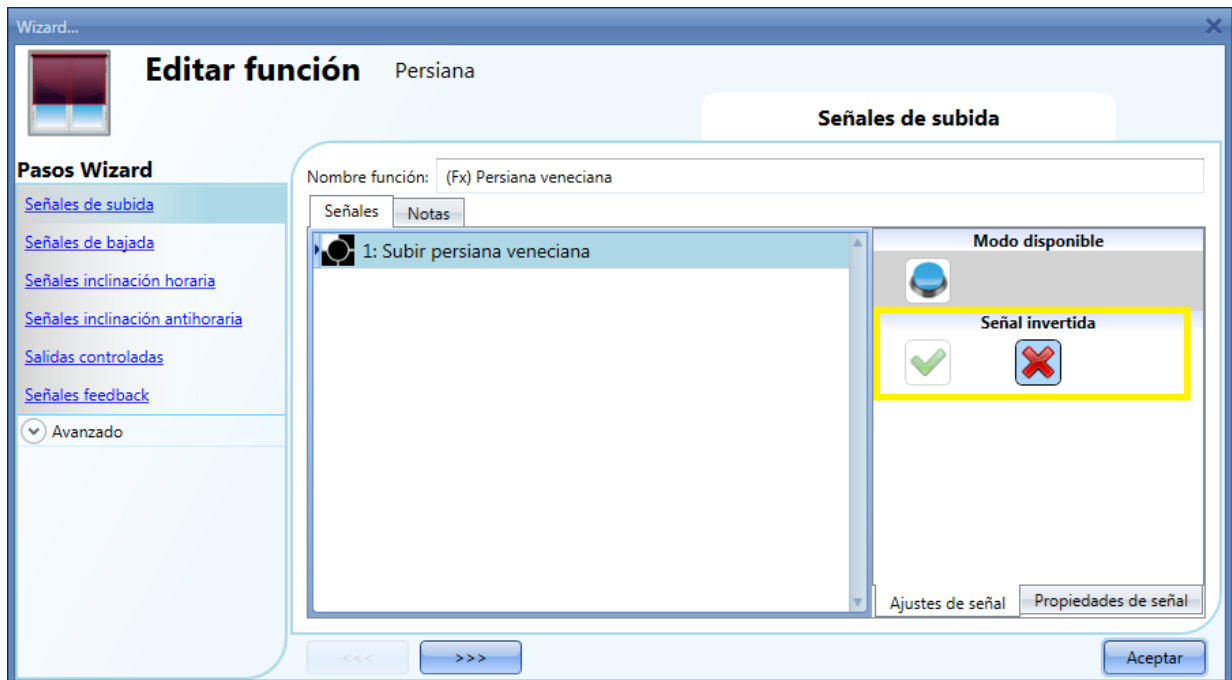 Wizard...
Editar función Persiana
Señales de subida
Pasos Wizard
Señales de subida
Señales de bajada
Señales inclinación horaria
Señales inclinación antihoraria
Salidas controladas
Señales feedback
Avanzado
Nombre función: (Fx) Persiana veneciana
Señales Notas
1: Subir persiana veneciana
Modo disponible
Señal invertida
Ajustes de señal Propiedades de señal
<<< >>> Aceptar